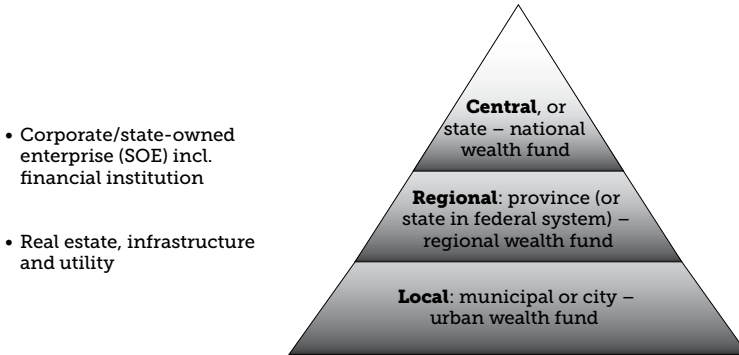 • Corporate/state-owned
enterprise (SOE) incl.
financial institution
• Real estate, infrastructure
and utility
Central, or
state – national
wealth fund
Regional: province (or
state in federal system) –
regional wealth fund
Local: municipal or city –
urban wealth fund